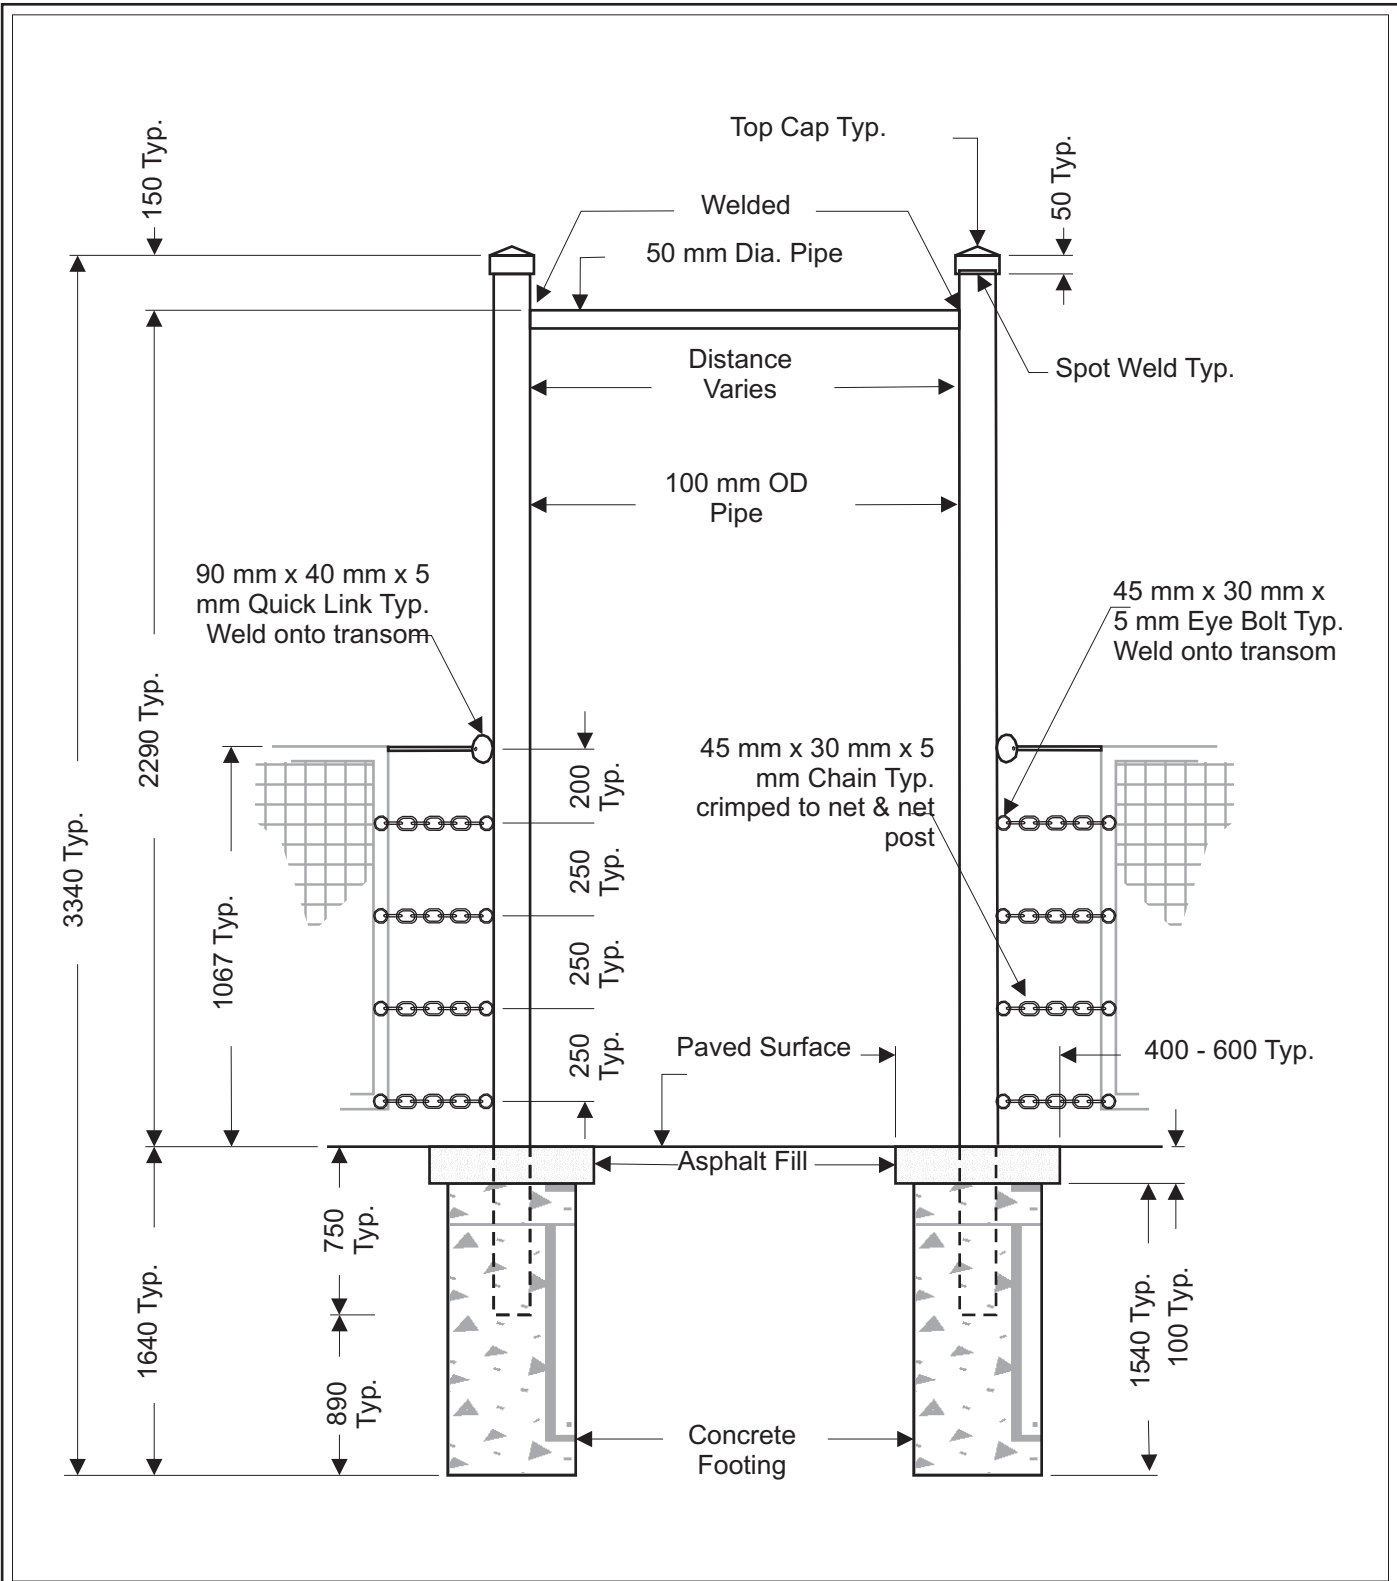 Top Cap Typ.
150 Typ.
50 Typ.
Welded
50 mm Dia. Pipe
Distance
Varies
Spot Weld Typ.
100 mm OD
Pipe
90 mm x 40 mm x 5
mm Quick Link Typ.
Weld onto transom
45 mm x 30 mm x
5 mm Eye Bolt Typ.
Weld onto transom
2290 Typ.
45 mm x 30 mm x 5
mm Chain Typ.
crimped to net & net
post
200
Typ.
3340 Typ.
250
Typ.
1067 Typ.
250
Typ.
250
Typ.
Paved Surface
400 - 600 Typ.
Asphalt Fill
750
Typ.
1640 Typ.
1540 Typ.
100 Typ.
890
Typ.
Concrete
Footing